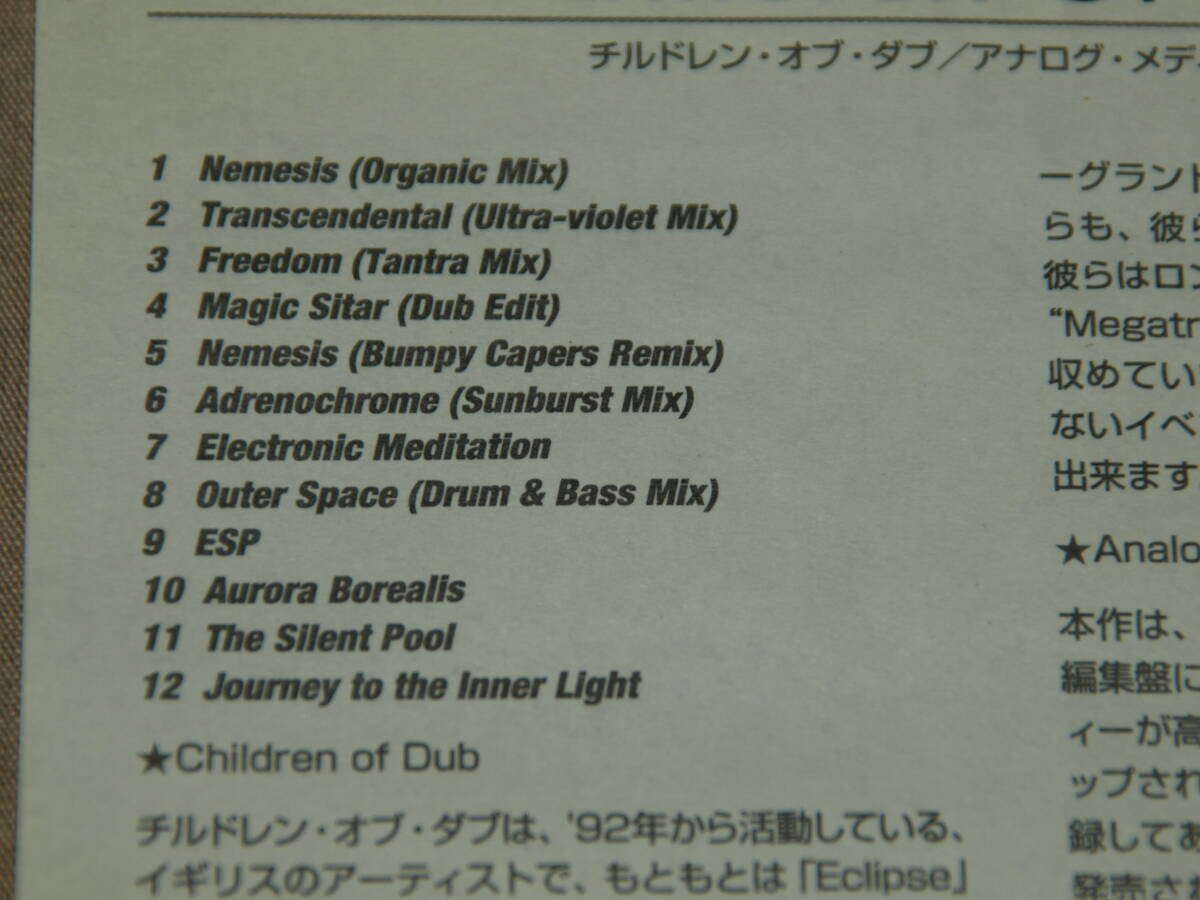 チルドレン・オブ・ダブ／アナログ・メデ
1 Nemesis (Organic Mix)
2 Transcendental (Ultra-violet Mix)
3 Freedom (Tantra Mix)
4 Magic Sitar (Dub Edit)
5 Nemesis (Bumpy Capers Remix)
6 Adrenochrome (Sunburst Mix)
7 Electronic Meditation
8 Outer Space (Drum & Bass Mix)
9 ESP
10 Aurora Borealis
11 The Silent Pool
12 Journey to the Inner Light
★Children of Dub
チルドレン・オブ・ダブは、'92年から活動している、
イギリスのアーティストで、もともとは「Eclipse」
ーグラント
らも、彼ら
彼らはロン
“Megatr
収めてい
ないイベ
出来ます
★Analo
本作は、
編集盤に
ィーが高
ップされ
録してあ
発売さ